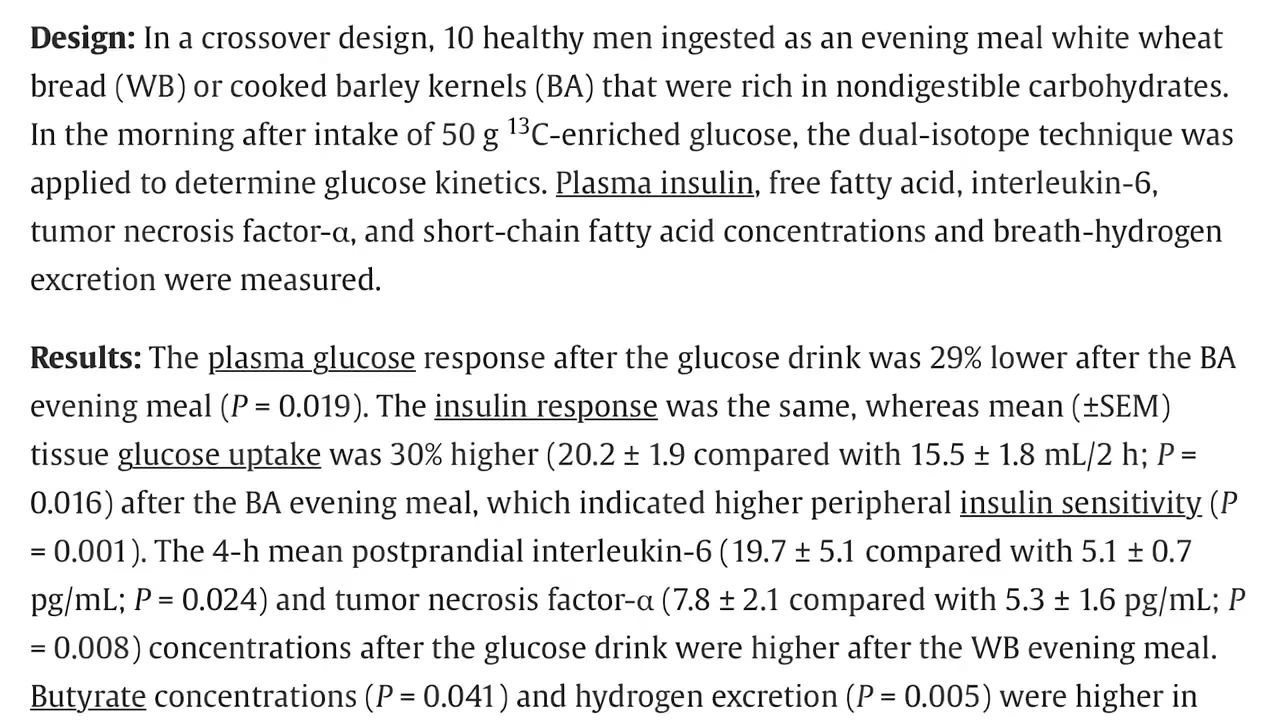 Design: In a crossover design, 10 healthy men ingested as an evening meal white wheat
bread (WB) or cooked barley kernels (BA) that were rich in nondigestible carbohydrates.
In the morning after intake of 50 g ¹³C-enriched glucose, the dual-isotope technique was
applied to determine glucose kinetics. Plasma insulin, free fatty acid, interleukin-6,
tumor necrosis factor-α, and short-chain fatty acid concentrations and breath-hydrogen
excretion were measured.
Results: The plasma glucose response after the glucose drink was 29% lower after the BA
evening meal (P = 0.019). The insulin response was the same, whereas mean (±SEM)
tissue glucose uptake was 30% higher (20.2 ± 1.9 compared with 15.5 ± 1.8 mL/2 h; P =
0.016) after the BA evening meal, which indicated higher peripheral insulin sensitivity (P
= 0.001). The 4-h mean postprandial interleukin-6 (19.7 ± 5.1 compared with 5.1 ± 0.7
pg/mL; P = 0.024) and tumor necrosis factor-α (7.8 ± 2.1 compared with 5.3 ± 1.6 pg/mL; P
= 0.008) concentrations after the glucose drink were higher after the WB evening meal.
Butyrate concentrations (P = 0.041) and hydrogen excretion (P = 0.005) were higher in